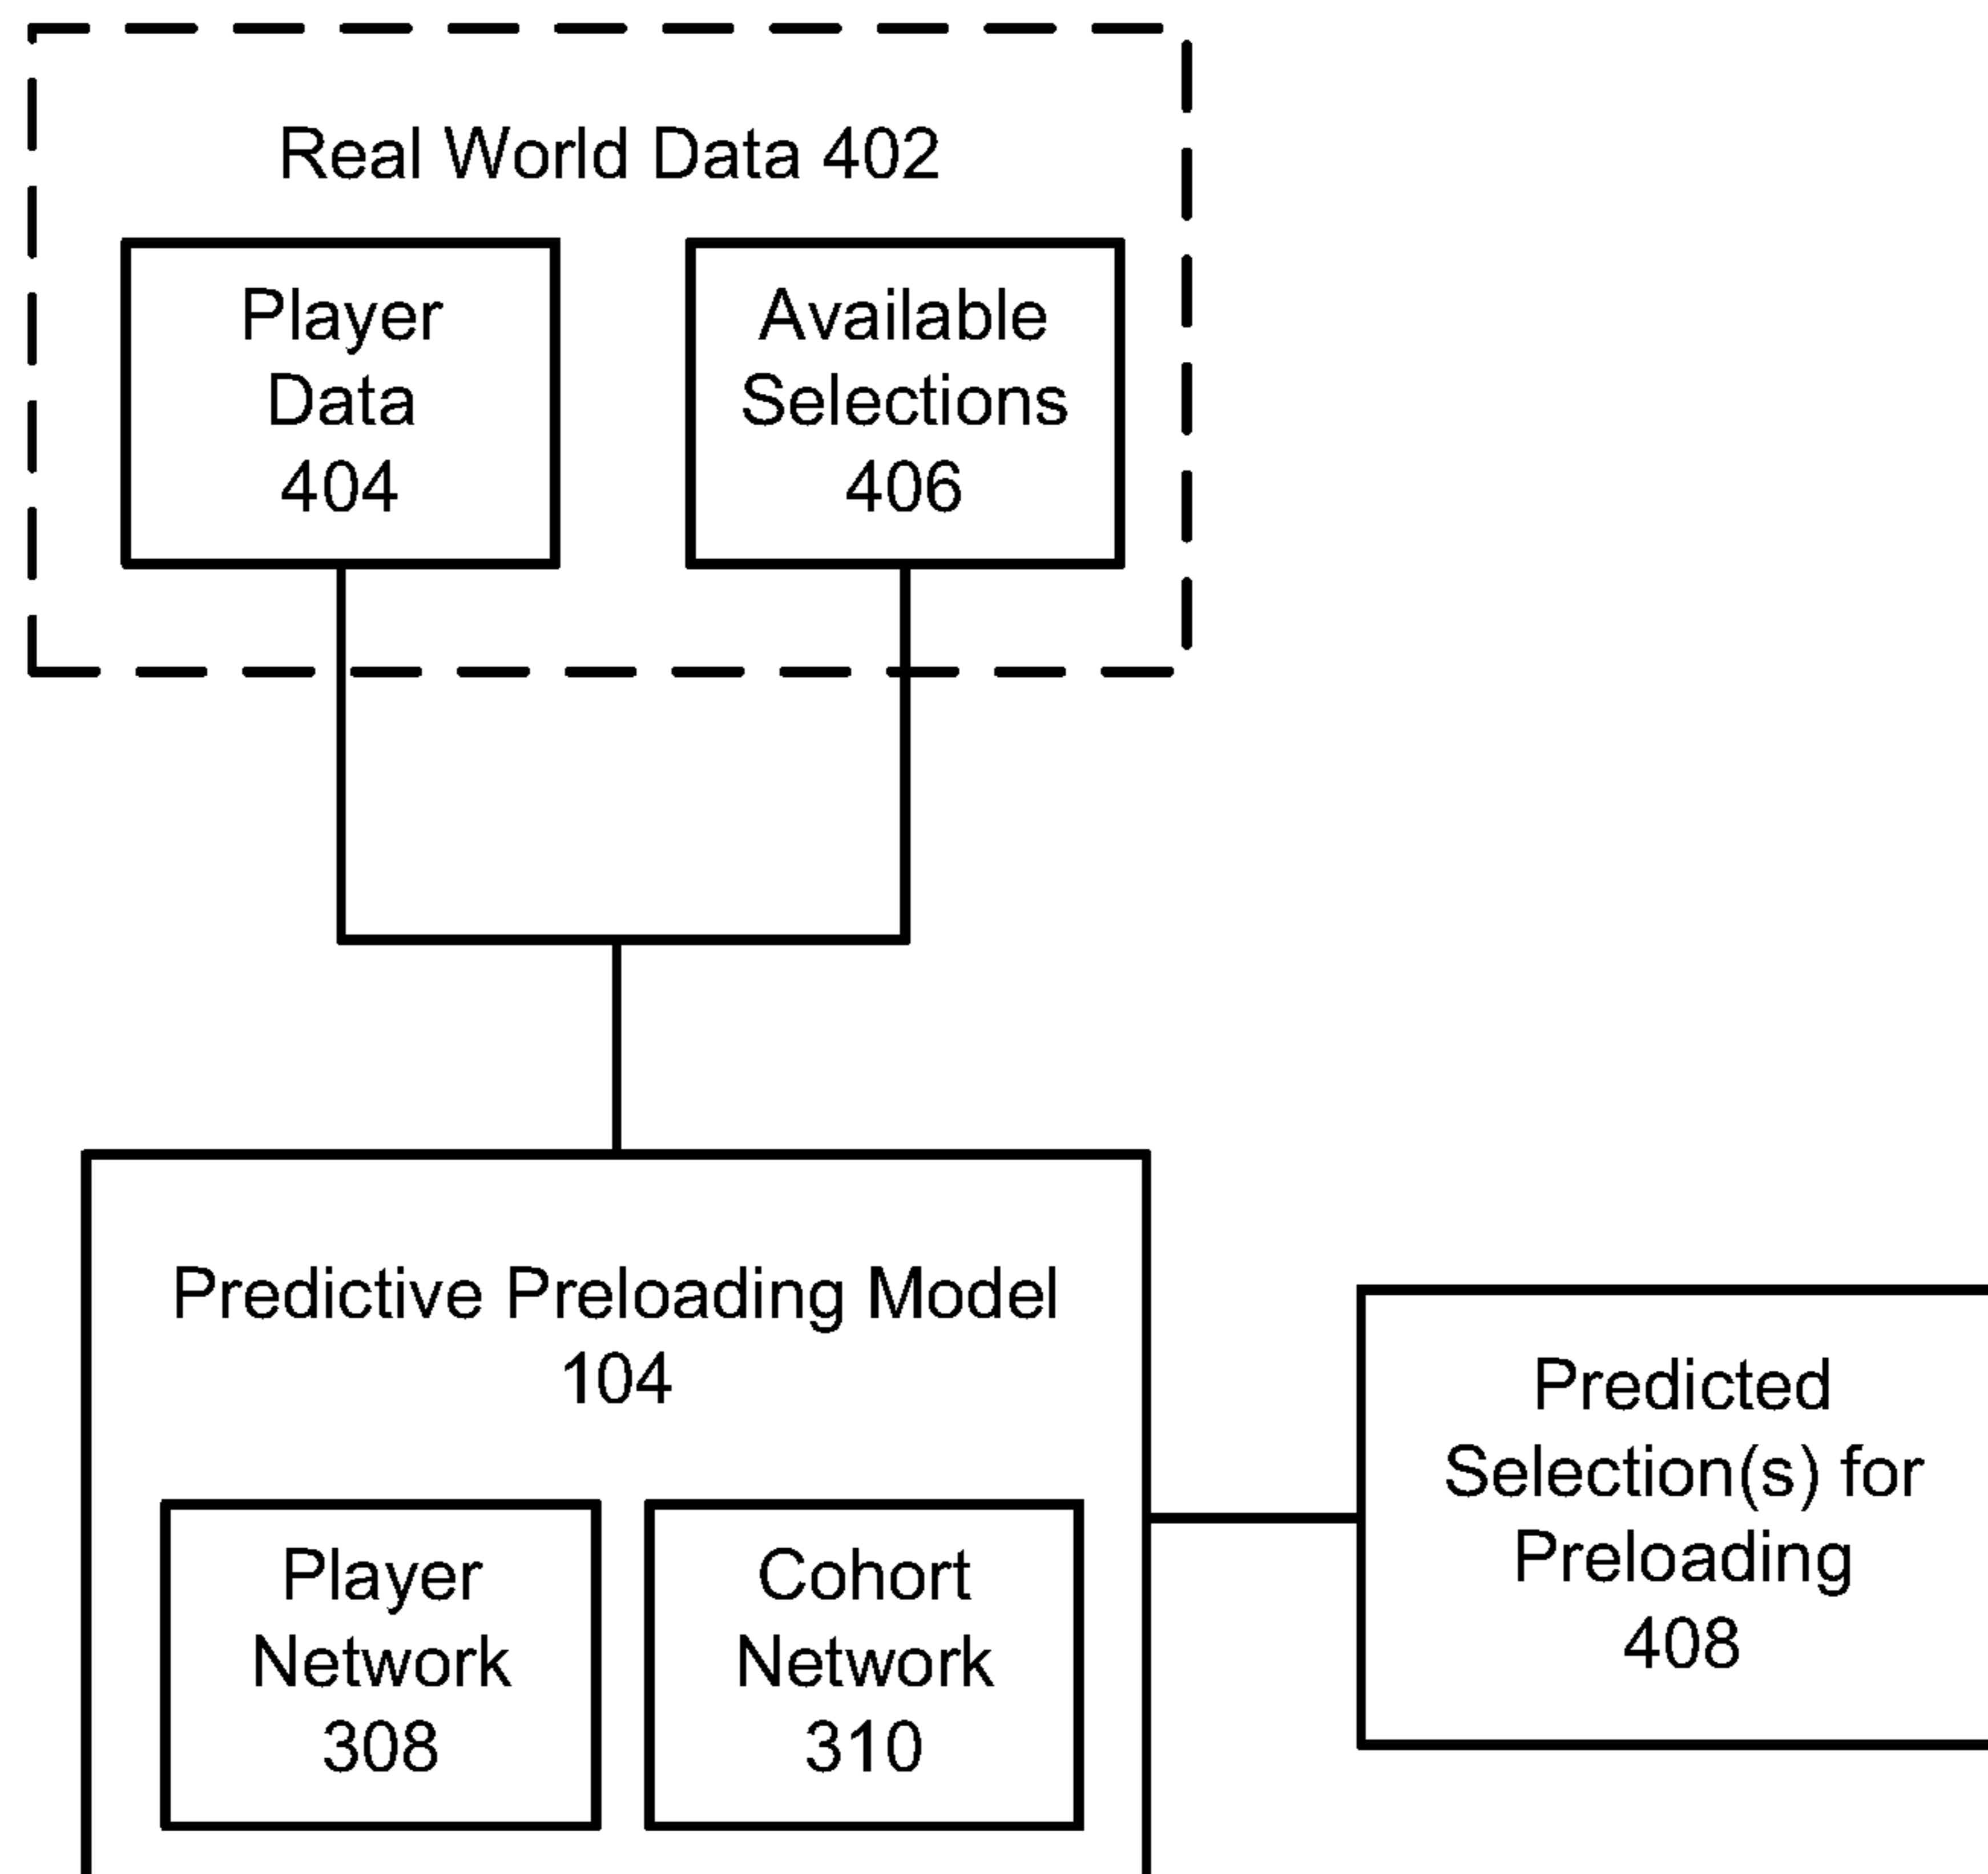 Real World Data 402
Player
Data
404
Available
Selections
406
Predictive Preloading Model
104
Player
Network
308
Cohort
Network
310
Predicted
Selection(s) for
Preloading
408